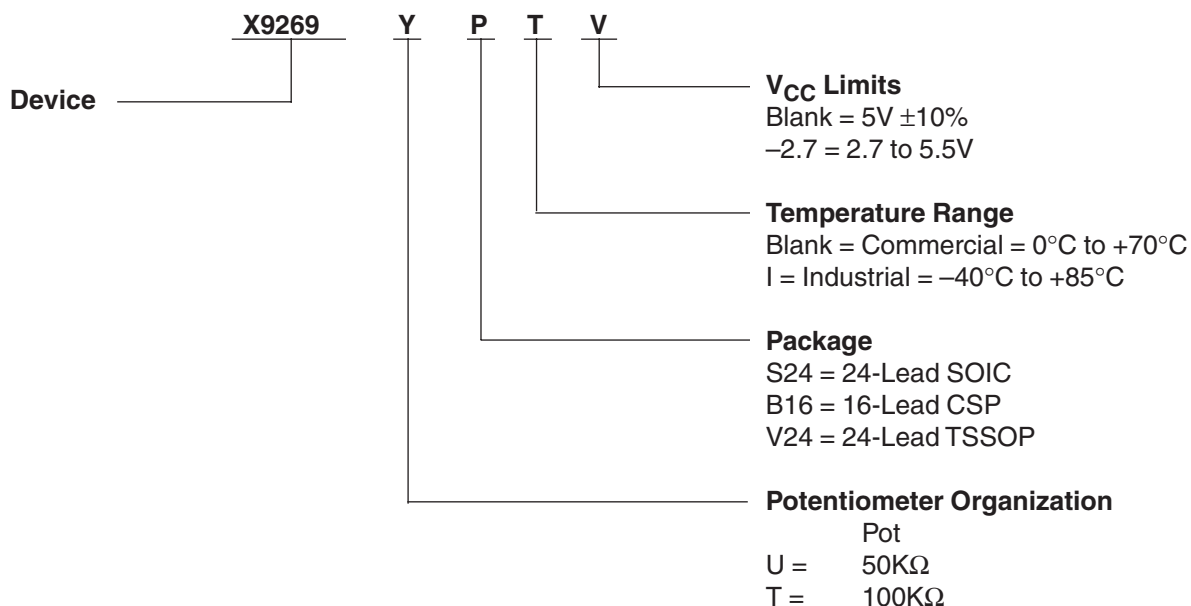 X9269 Y P T V
Device
V_CC Limits
Blank = 5V ±10%
–2.7 = 2.7 to 5.5V
Temperature Range
Blank = Commercial = 0°C to +70°C
I = Industrial = –40°C to +85°C
Package
S24 = 24-Lead SOIC
B16 = 16-Lead CSP
V24 = 24-Lead TSSOP
Potentiometer Organization
Pot
U = 50KΩ
T = 100KΩ